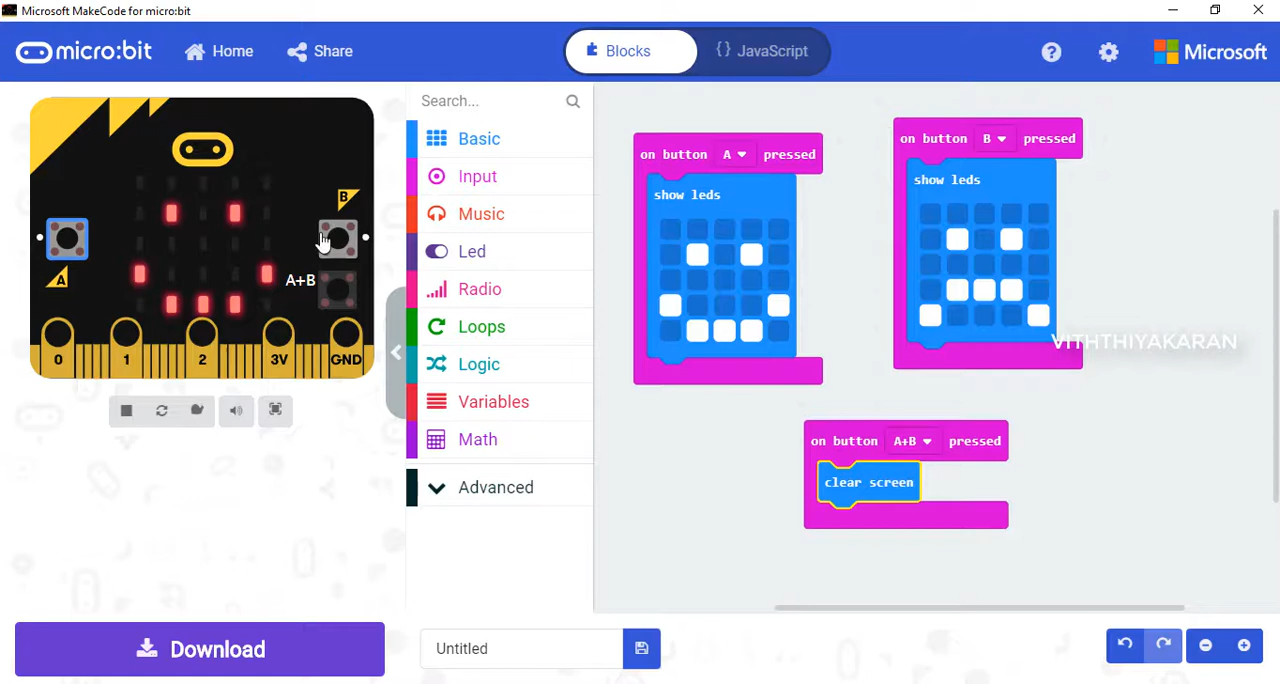 Microsoft MakeCode for micro:bit
micro:bit
Home
Share
Blocks
{} JavaScript
?
Microsoft
B
A
A+B
0
1
2
3V
GND
Download
Search...
Basic
Input
Music
Led
Radio
Loops
Logic
Variables
Math
Advanced
Untitled
on button A pressed
show leds
on button B pressed
show leds
VITHTHIYAKARAN
on button A+B pressed
clear screen